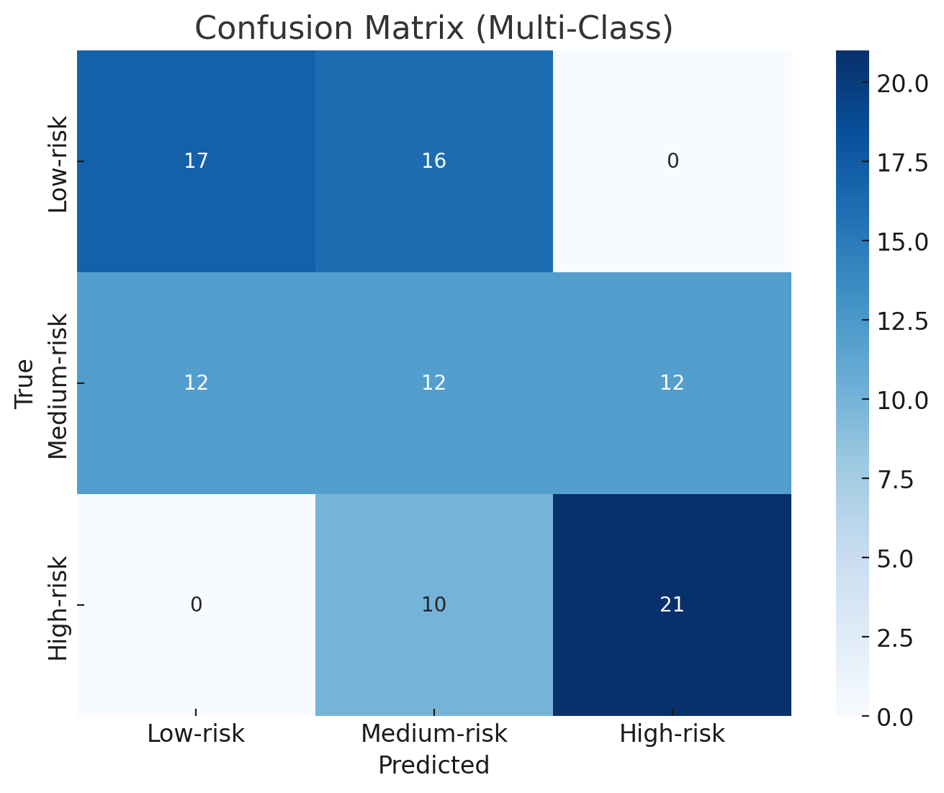 Confusion Matrix (Multi-Class)
Low-risk
17 16 0
Medium-risk
12 12 12
High-risk
0 10 21
True
Low-risk Medium-risk High-risk
Predicted
20.0
17.5
15.0
12.5
10.0
7.5
5.0
2.5
0.0